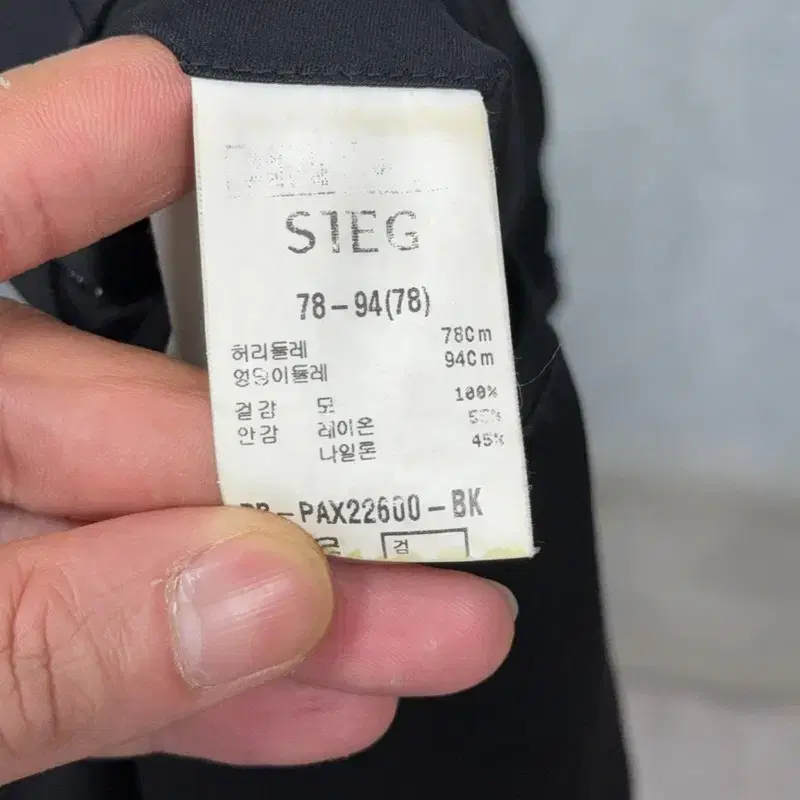 SIEG
78-94(78)
허리둘레 78Cm
엉덩이둘레 94Cm
겉감 모 100%
안감 레이온 55%
나일론 45%
PAX22600-BK
검